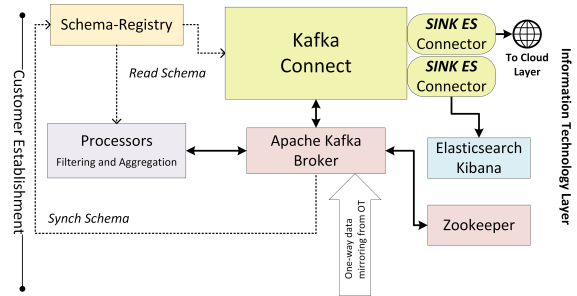 Schema-Registry
Kafka
Connect
SINK ES
Connector
SINK ES
Connector
To Cloud
Layer
Read Schema
Processors
Filtering and Aggregation
Apache Kafka
Broker
Elasticsearch
Kibana
Synch Schema
One-way data
mirroring from OT
Zookeeper
Customer Establishment
Information Technology Layer